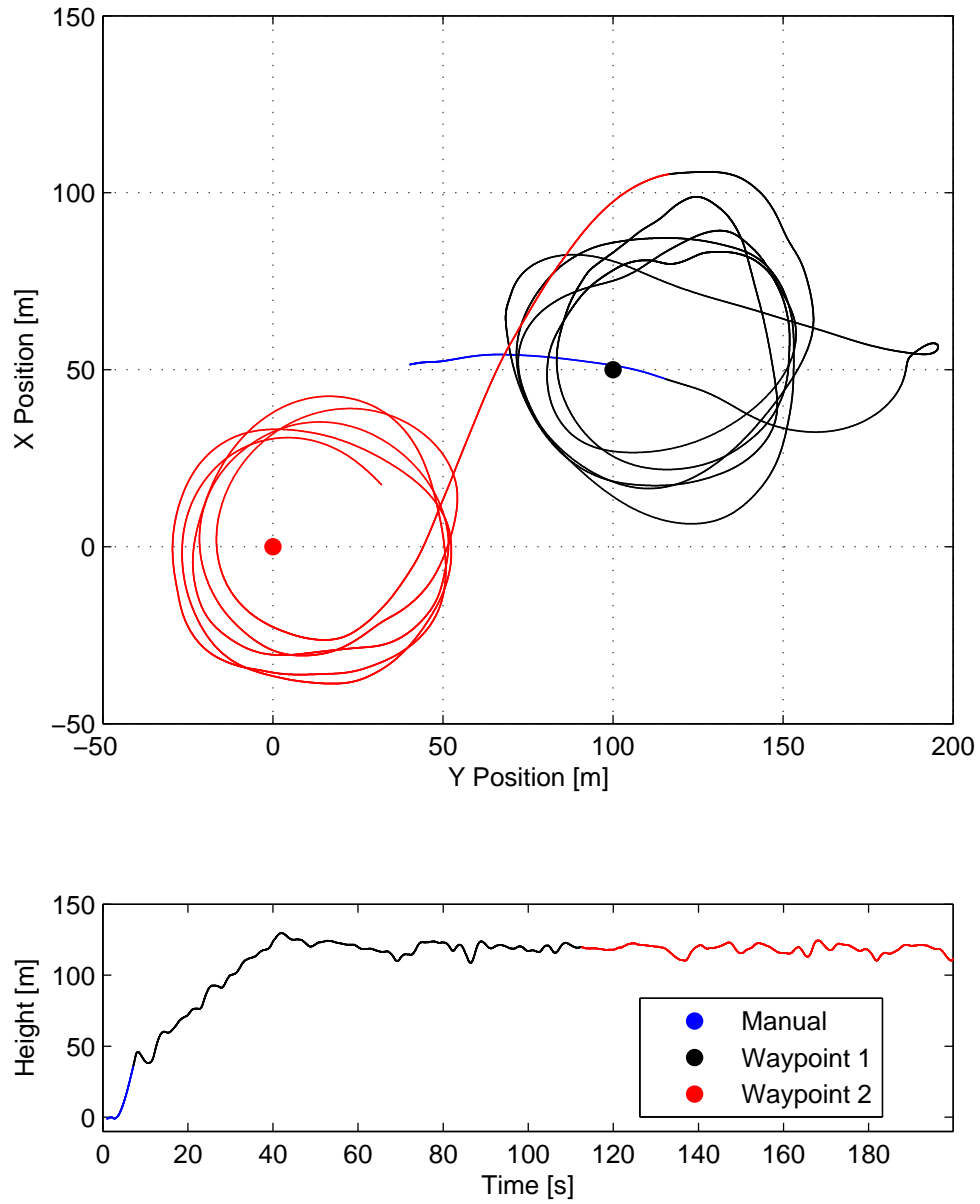 150
100
50
0
−50
X Position [m]
−50 0 50 100 150 200
Y Position [m]
150
100
50
0
Height [m]
Manual
Waypoint 1
Waypoint 2
0 20 40 60 80 100 120 140 160 180
Time [s]